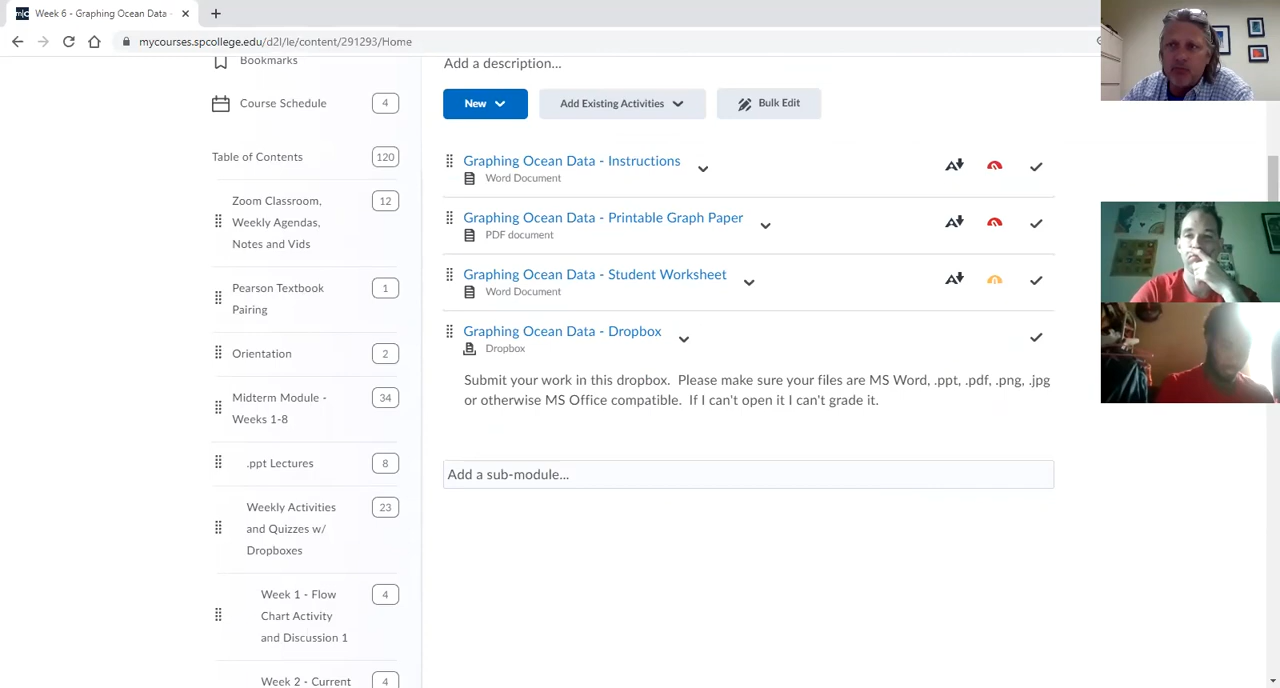 Week 6 - Graphing Ocean Data -
mycourses.spcollege.edu/d2l/le/content/291293/Home
Bookmarks
Course Schedule 4
Table of Contents 120
Zoom Classroom, 12
Weekly Agendas,
Notes and Vids
Pearson Textbook 1
Pairing
Orientation 2
Midterm Module - 34
Weeks 1-8
.ppt Lectures 8
Weekly Activities 23
and Quizzes w/
Dropboxes
Week 1 - Flow 4
Chart Activity
and Discussion 1
Week 2 - Current 4
Add a description...
New Add Existing Activities Bulk Edit
Graphing Ocean Data - Instructions
Word Document
Graphing Ocean Data - Printable Graph Paper
PDF document
Graphing Ocean Data - Student Worksheet
Word Document
Graphing Ocean Data - Dropbox
Dropbox
Submit your work in this dropbox. Please make sure your files are MS Word, .ppt, .pdf, .png, .jpg
or otherwise MS Office compatible. If I can't open it I can't grade it.
Add a sub-module...